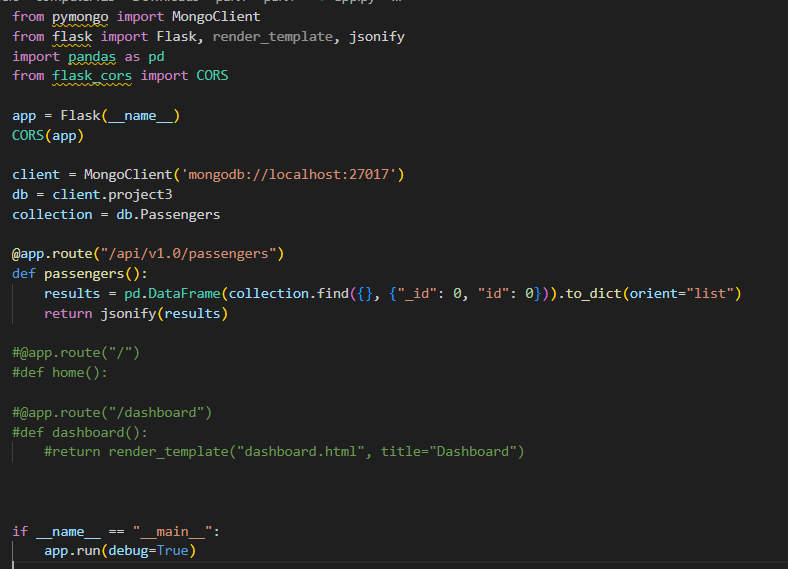 from pymongo import MongoClient
from flask import Flask, render_template, jsonify
import pandas as pd
from flask_cors import CORS

app = Flask(__name__)
CORS(app)

client = MongoClient('mongodb://localhost:27017')
db = client.project3
collection = db.Passengers

@app.route("/api/v1.0/passengers")
def passengers():
    results = pd.DataFrame(collection.find({}, {"_id": 0, "id": 0})).to_dict(orient="list")
    return jsonify(results)

#@app.route("/")
#def home():

#@app.route("/dashboard")
#def dashboard():
    #return render_template("dashboard.html", title="Dashboard")

if __name__ == "__main__":
    app.run(debug=True)